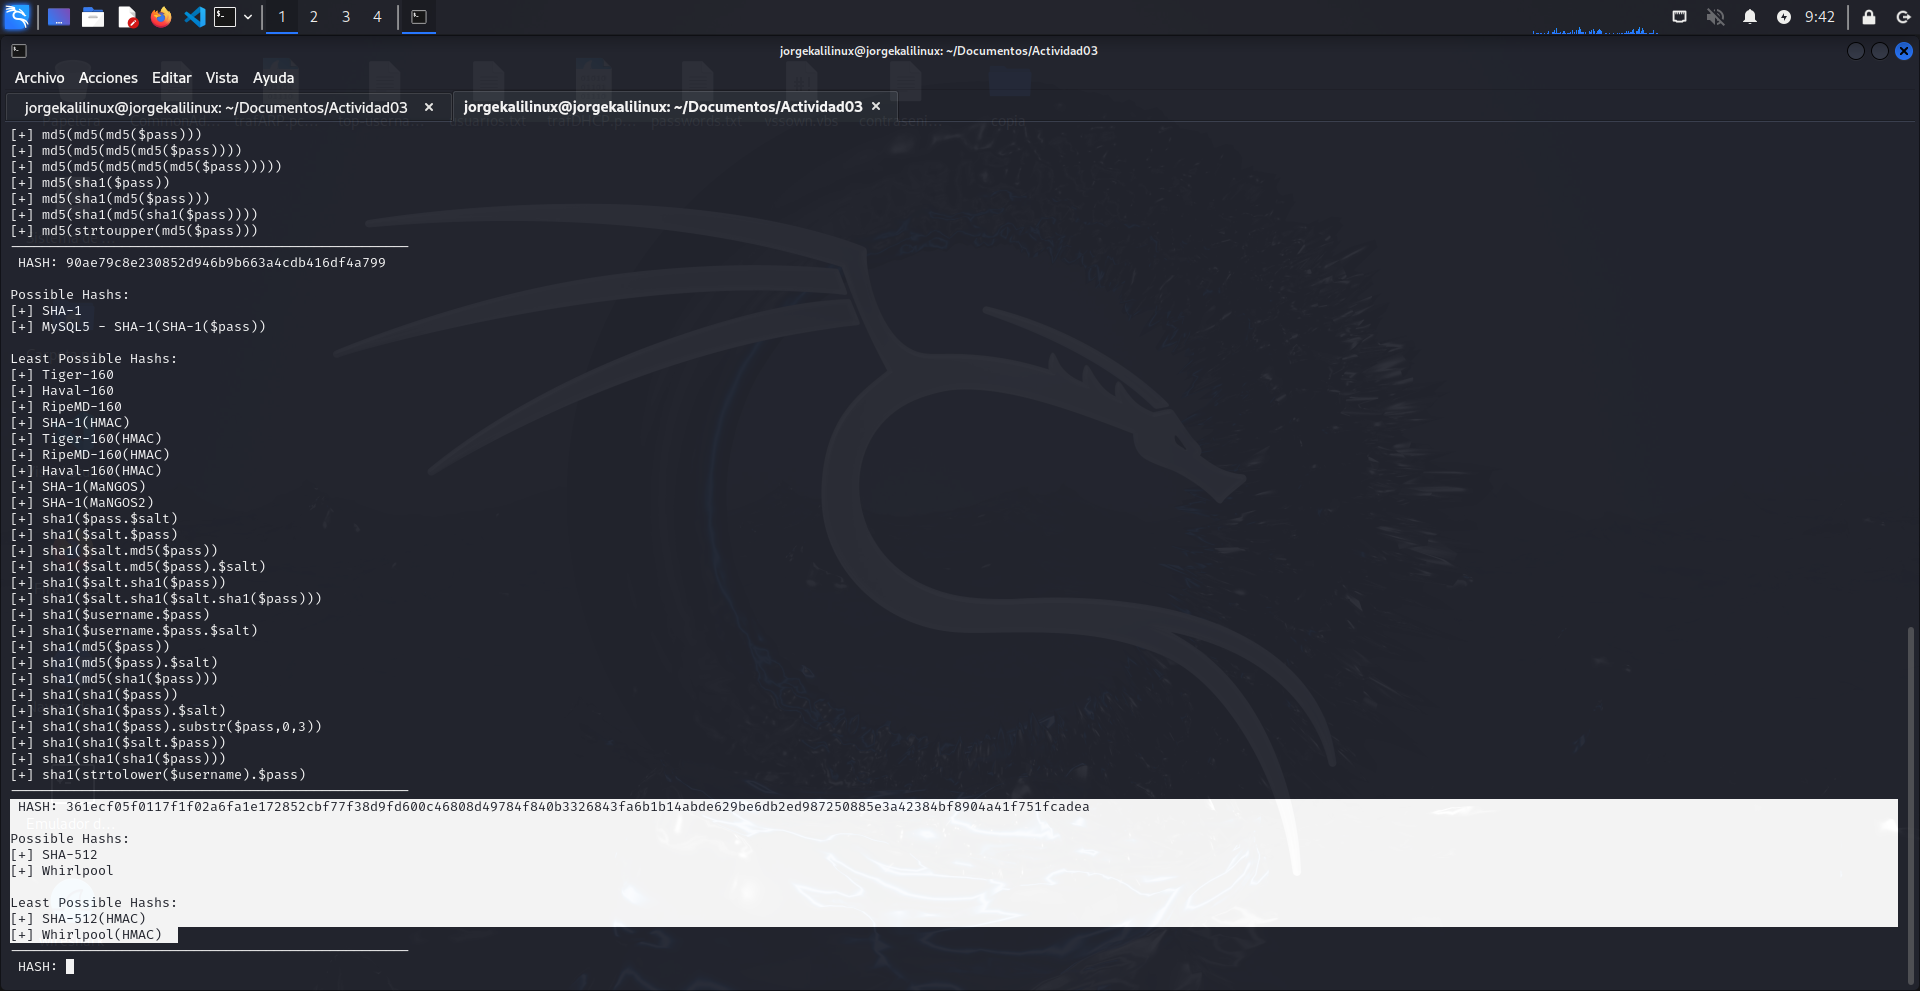 1 2 3 4
9:42
jorgekalilinux@jorgekalilinux: ~/Documentos/Actividad03
Archivo Acciones Editar Vista Ayuda
jorgekalilinux@jorgekalilinux: ~/Documentos/Actividad03
jorgekalilinux@jorgekalilinux: ~/Documentos/Actividad03
[+] md5(md5(md5($pass)))
[+] md5(md5(md5(md5($pass))))
[+] md5(md5(md5(md5(md5($pass)))))
[+] md5(sha1($pass))
[+] md5(sha1(md5($pass)))
[+] md5(sha1(md5(sha1($pass))))
[+] md5(strtoupper(md5($pass)))
HASH: 90ae79c8e230852d946b9b663a4cdb416df4a799
Possible Hashs:
[+] SHA-1
[+] MySQL5 - SHA-1(SHA-1($pass))
Least Possible Hashs:
[+] Tiger-160
[+] Haval-160
[+] RipeMD-160
[+] SHA-1(HMAC)
[+] Tiger-160(HMAC)
[+] RipeMD-160(HMAC)
[+] Haval-160(HMAC)
[+] SHA-1(MaNGOS)
[+] SHA-1(MaNGOS2)
[+] sha1($pass.$salt)
[+] sha1($salt.$pass)
[+] sha1($salt.md5($pass))
[+] sha1($salt.md5($pass).$salt)
[+] sha1($salt.sha1($pass))
[+] sha1($salt.sha1($salt.sha1($pass)))
[+] sha1($username.$pass)
[+] sha1($username.$pass.$salt)
[+] sha1(md5($pass))
[+] sha1(md5($pass).$salt)
[+] sha1(md5(sha1($pass)))
[+] sha1(sha1($pass))
[+] sha1(sha1($pass).$salt)
[+] sha1(sha1($pass).substr($pass,0,3))
[+] sha1(sha1($salt.$pass))
[+] sha1(sha1(sha1($pass)))
[+] sha1(strtolower($username).$pass)
HASH: 361ecf05f0117f1f02a6fa1e172852cbf77f38d9fd600c46808d49784f840b3326843fa6b1b14abde629be6db2ed987250885e3a42384bf8904a41f751fcadea
Possible Hashs:
[+] SHA-512
[+] Whirlpool
Least Possible Hashs:
[+] SHA-512(HMAC)
[+] Whirlpool(HMAC)
HASH: